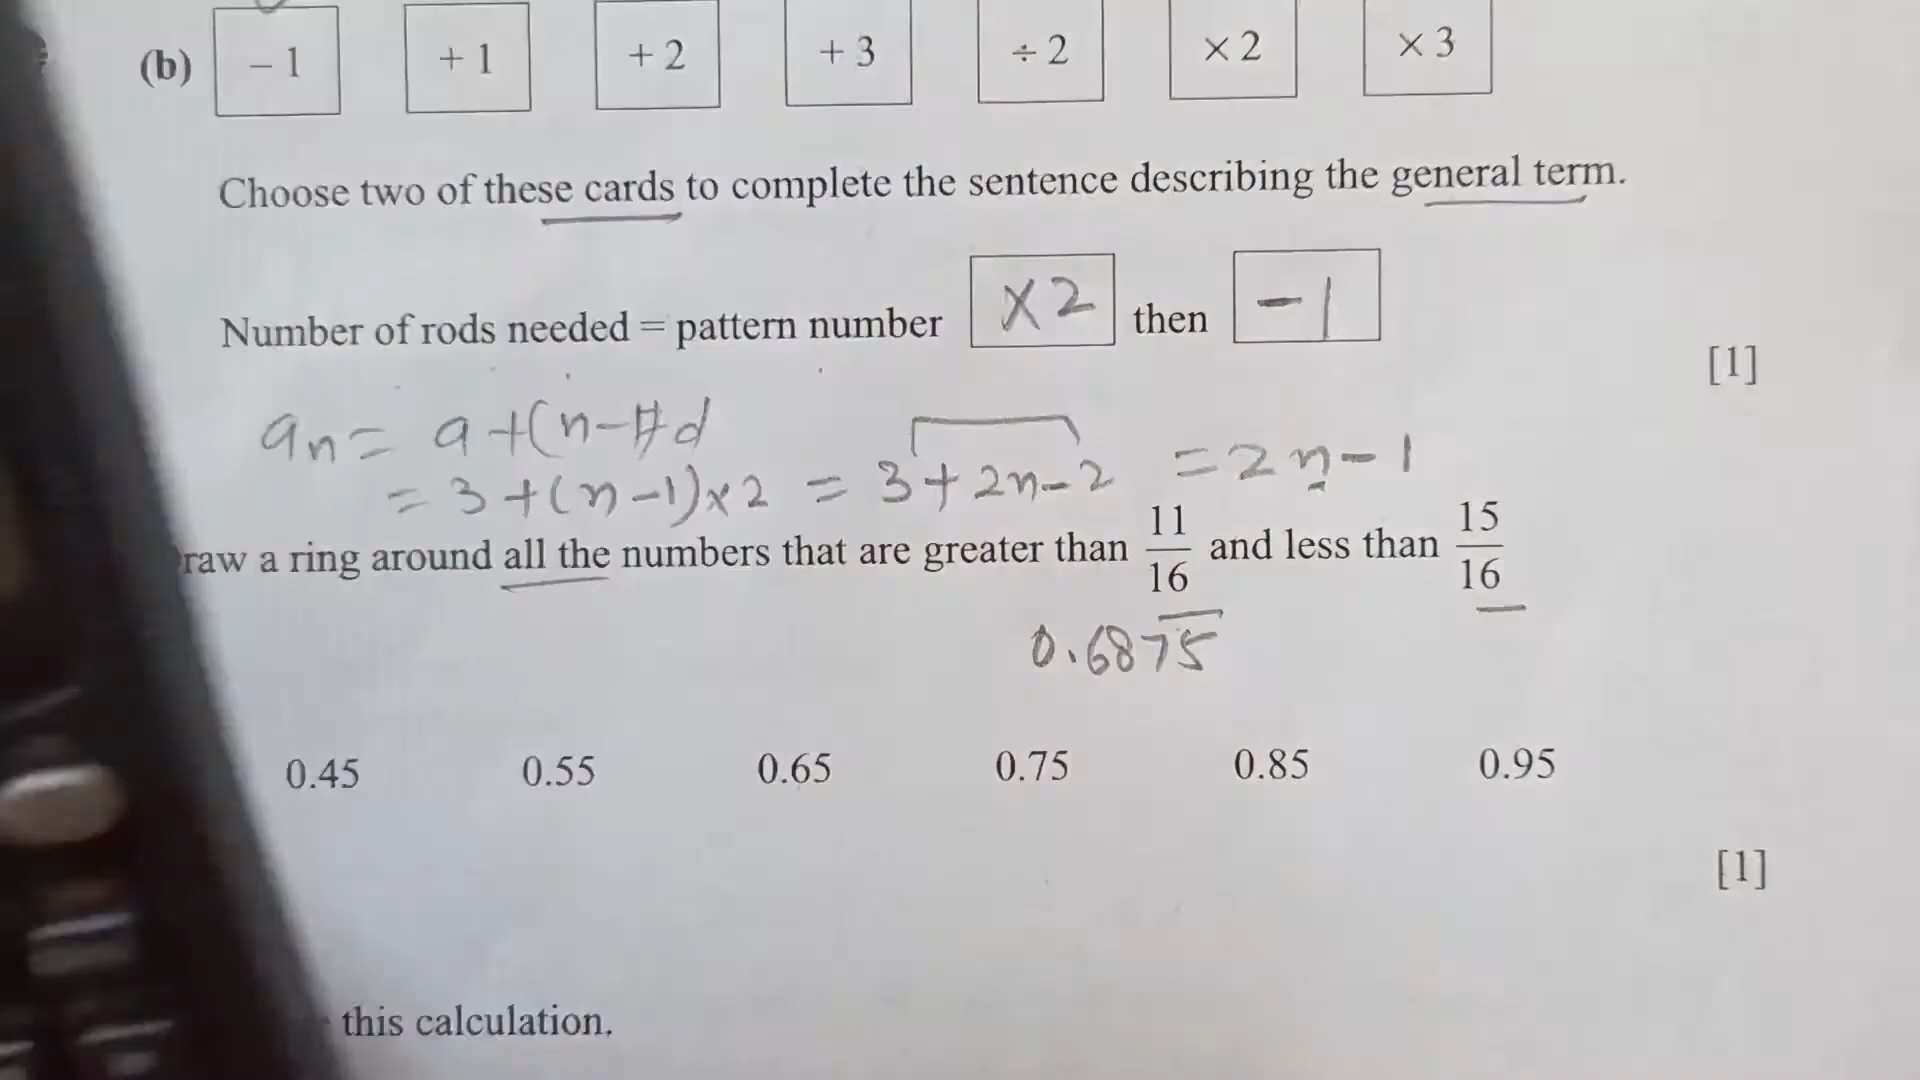 (b) – 1 + 1 + 2 + 3 ÷ 2 × 2 × 3
Choose two of these cards to complete the sentence describing the general term.
Number of rods needed = pattern number ×2 then –1
[1]
an = a+(n-1)d
= 3+(n-1)×2 = 3+2n-2 = 2n-1
raw a ring around all the numbers that are greater than 11/16 and less than 15/16
0.6875
0.45 0.55 0.65 0.75 0.85 0.95
[1]
this calculation.